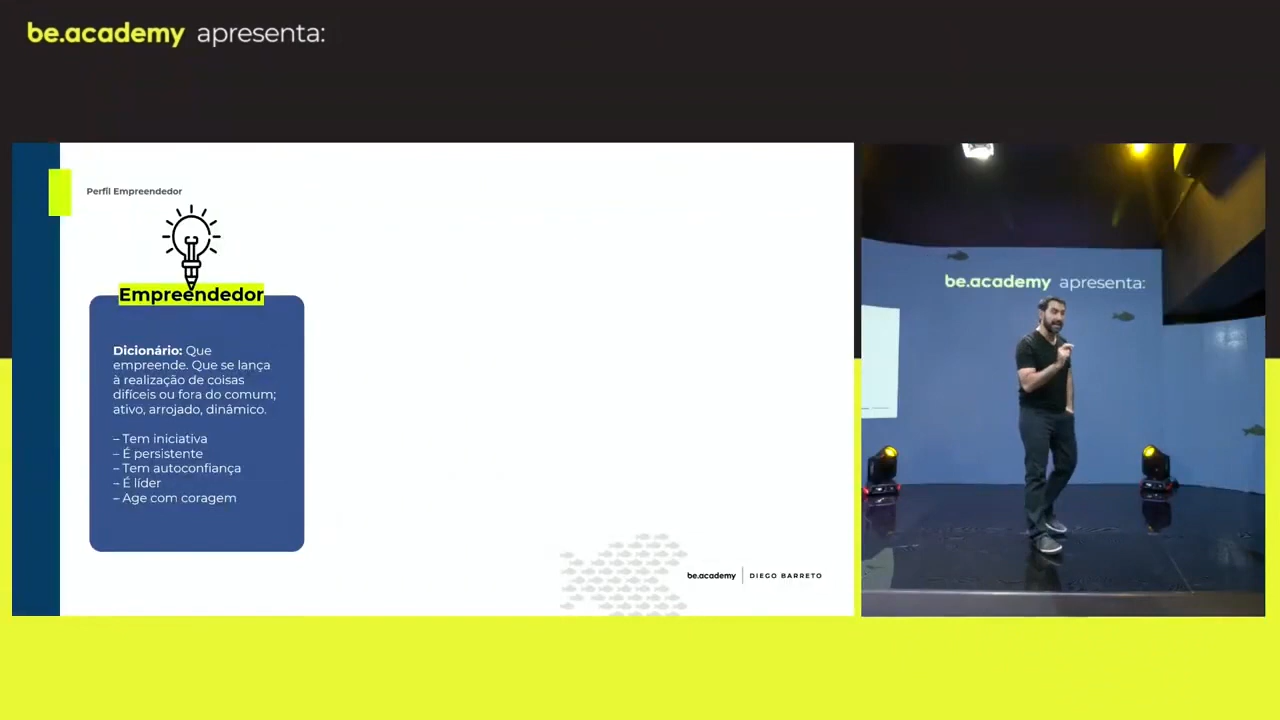 be.academy apresenta:
Perfil Empreendedor
Empreendedor
Dicionário: Que
empreende. Que se lança
à realização de coisas
difíceis ou fora do comum;
ativo, arrojado, dinâmico.
– Tem iniciativa
– É persistente
– Tem autoconfiança
– É líder
– Age com coragem
be.academy | DIEGO BARRETO
be.academy apresenta: